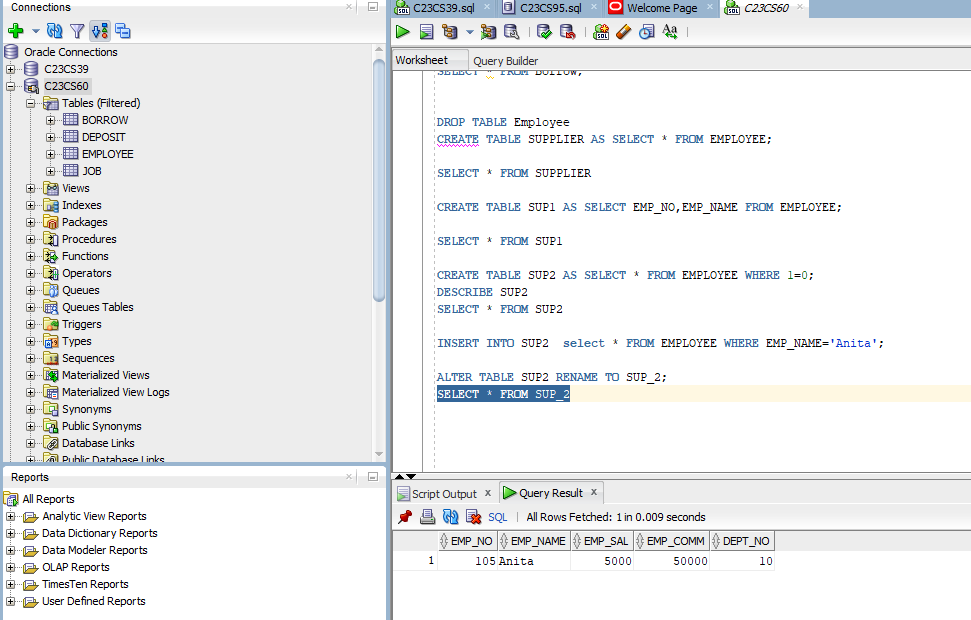 Connections
Oracle Connections
C23CS39
C23CS60
Tables (Filtered)
BORROW
DEPOSIT
EMPLOYEE
JOB
Views
Indexes
Packages
Procedures
Functions
Operators
Queues
Queues Tables
Triggers
Types
Sequences
Materialized Views
Materialized View Logs
Synonyms
Public Synonyms
Database Links
Public Database Links
Reports
All Reports
Analytic View Reports
Data Dictionary Reports
Data Modeler Reports
OLAP Reports
TimesTen Reports
User Defined Reports
C23CS39.sql C23CS95.sql Welcome Page C23CS60
Worksheet Query Builder
SELECT * FROM Borrow;
DROP TABLE Employee
CREATE TABLE SUPPLIER AS SELECT * FROM EMPLOYEE;
SELECT * FROM SUPPLIER
CREATE TABLE SUP1 AS SELECT EMP_NO,EMP_NAME FROM EMPLOYEE;
SELECT * FROM SUP1
CREATE TABLE SUP2 AS SELECT * FROM EMPLOYEE WHERE 1=0;
DESCRIBE SUP2
SELECT * FROM SUP2
INSERT INTO SUP2  select * FROM EMPLOYEE WHERE EMP_NAME='Anita';
ALTER TABLE SUP2 RENAME TO SUP_2;
SELECT * FROM SUP_2
Script Output Query Result
SQL All Rows Fetched: 1 in 0.009 seconds
EMP_NO EMP_NAME EMP_SAL EMP_COMM DEPT_NO
1 105 Anita 5000 50000 10